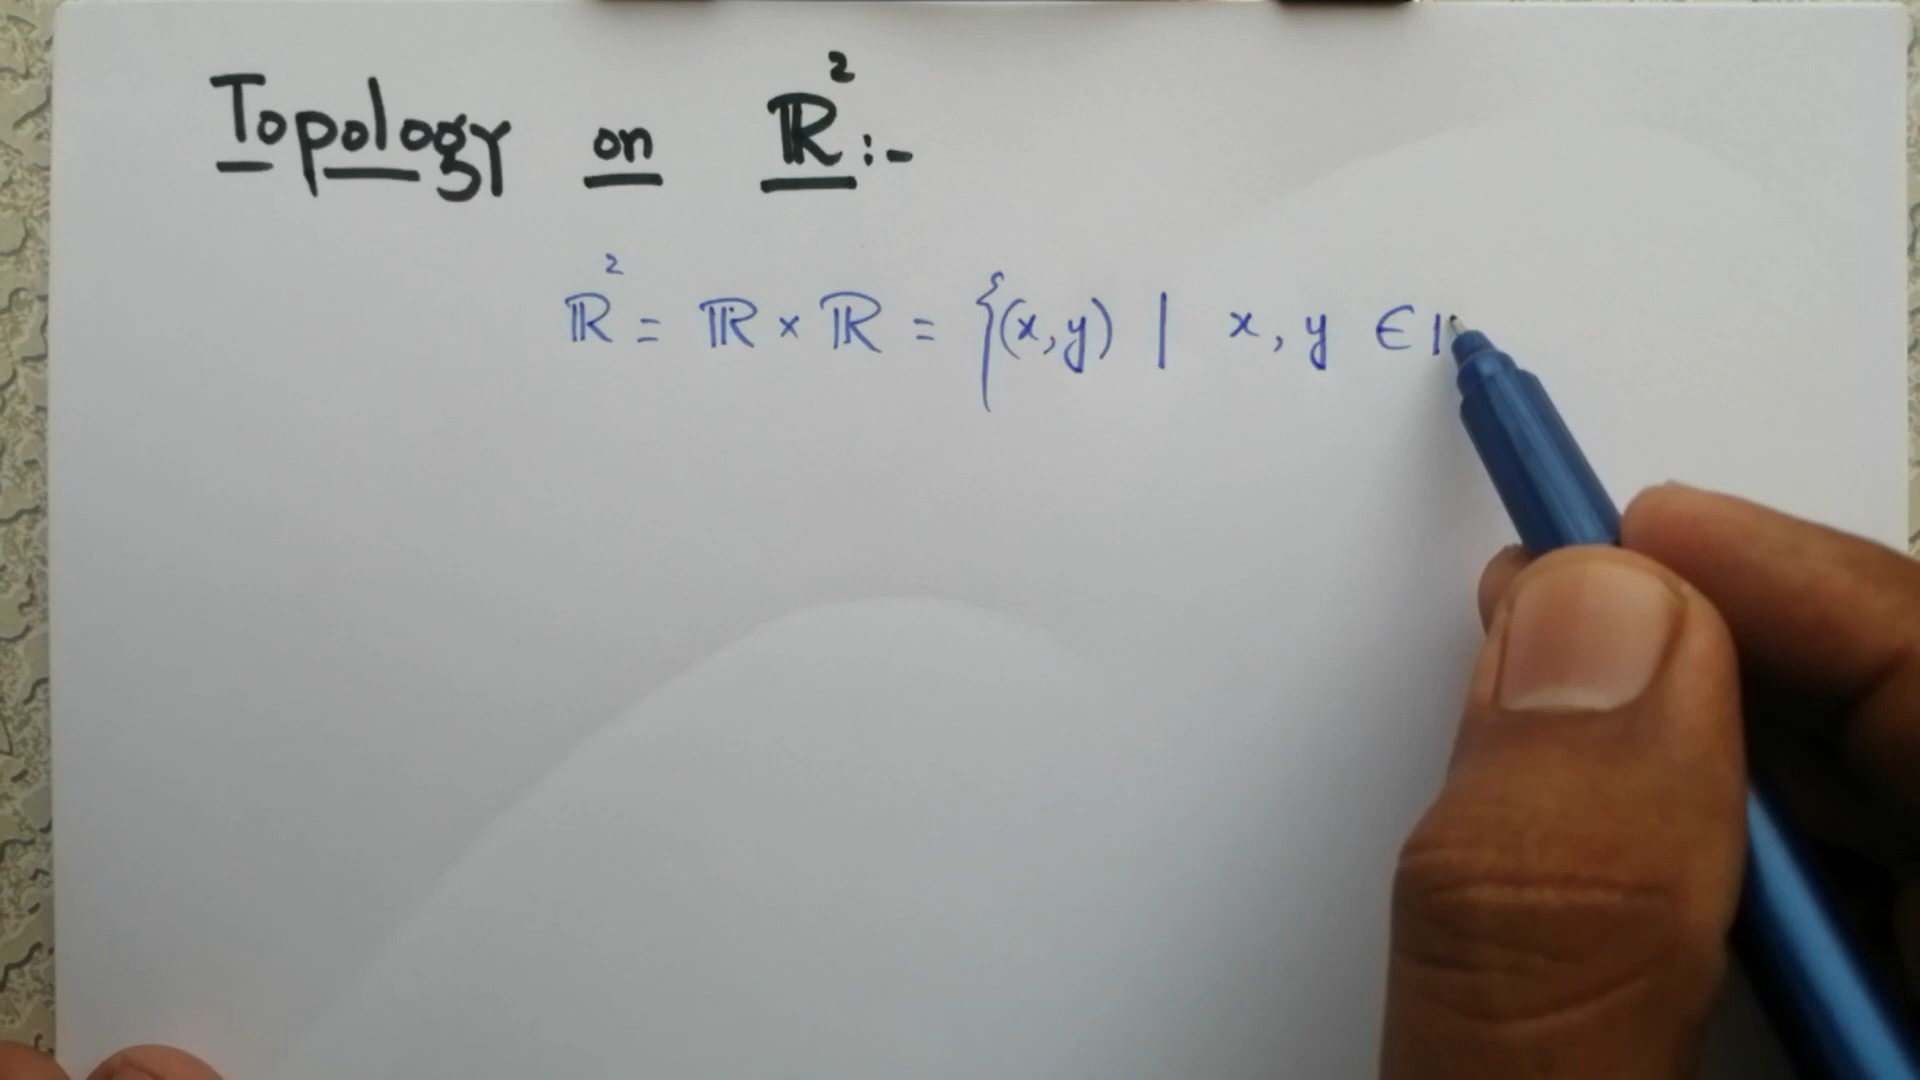 Topology on ℝ² :-
ℝ² = ℝ × ℝ = {(x,y) | x, y ∈